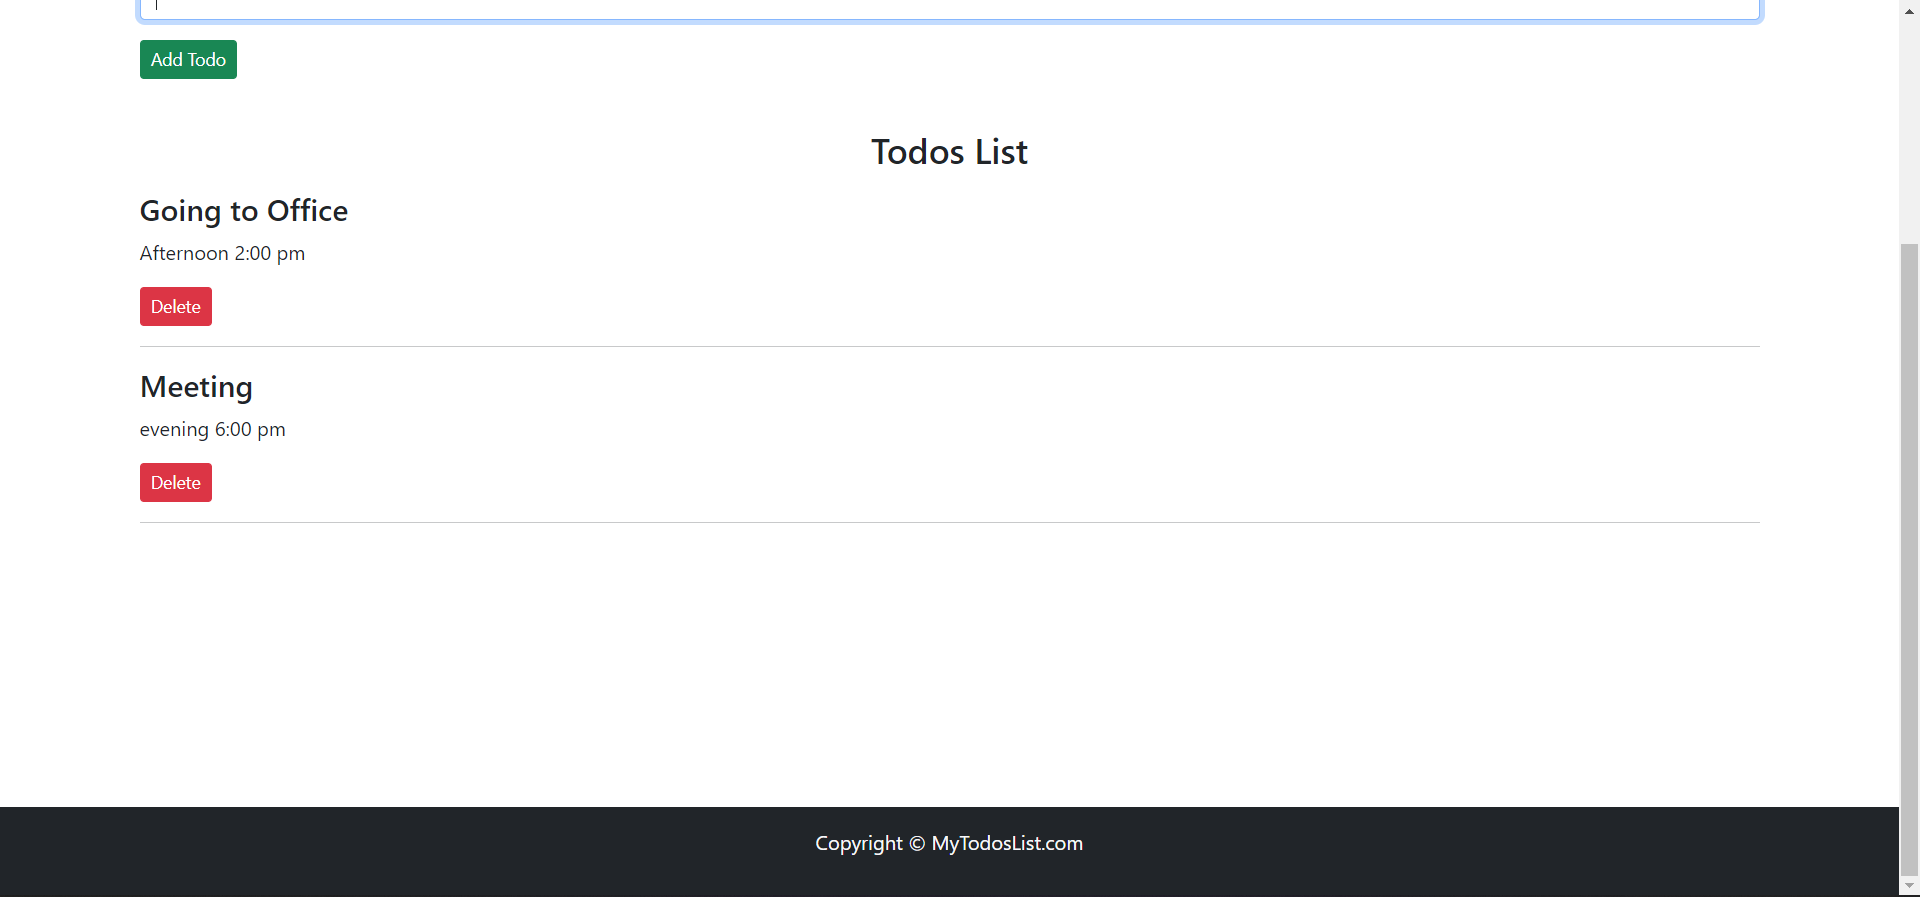 Add Todo
Todos List
Going to Office
Afternoon 2:00 pm
Delete
Meeting
evening 6:00 pm
Delete
Copyright © MyTodosList.com